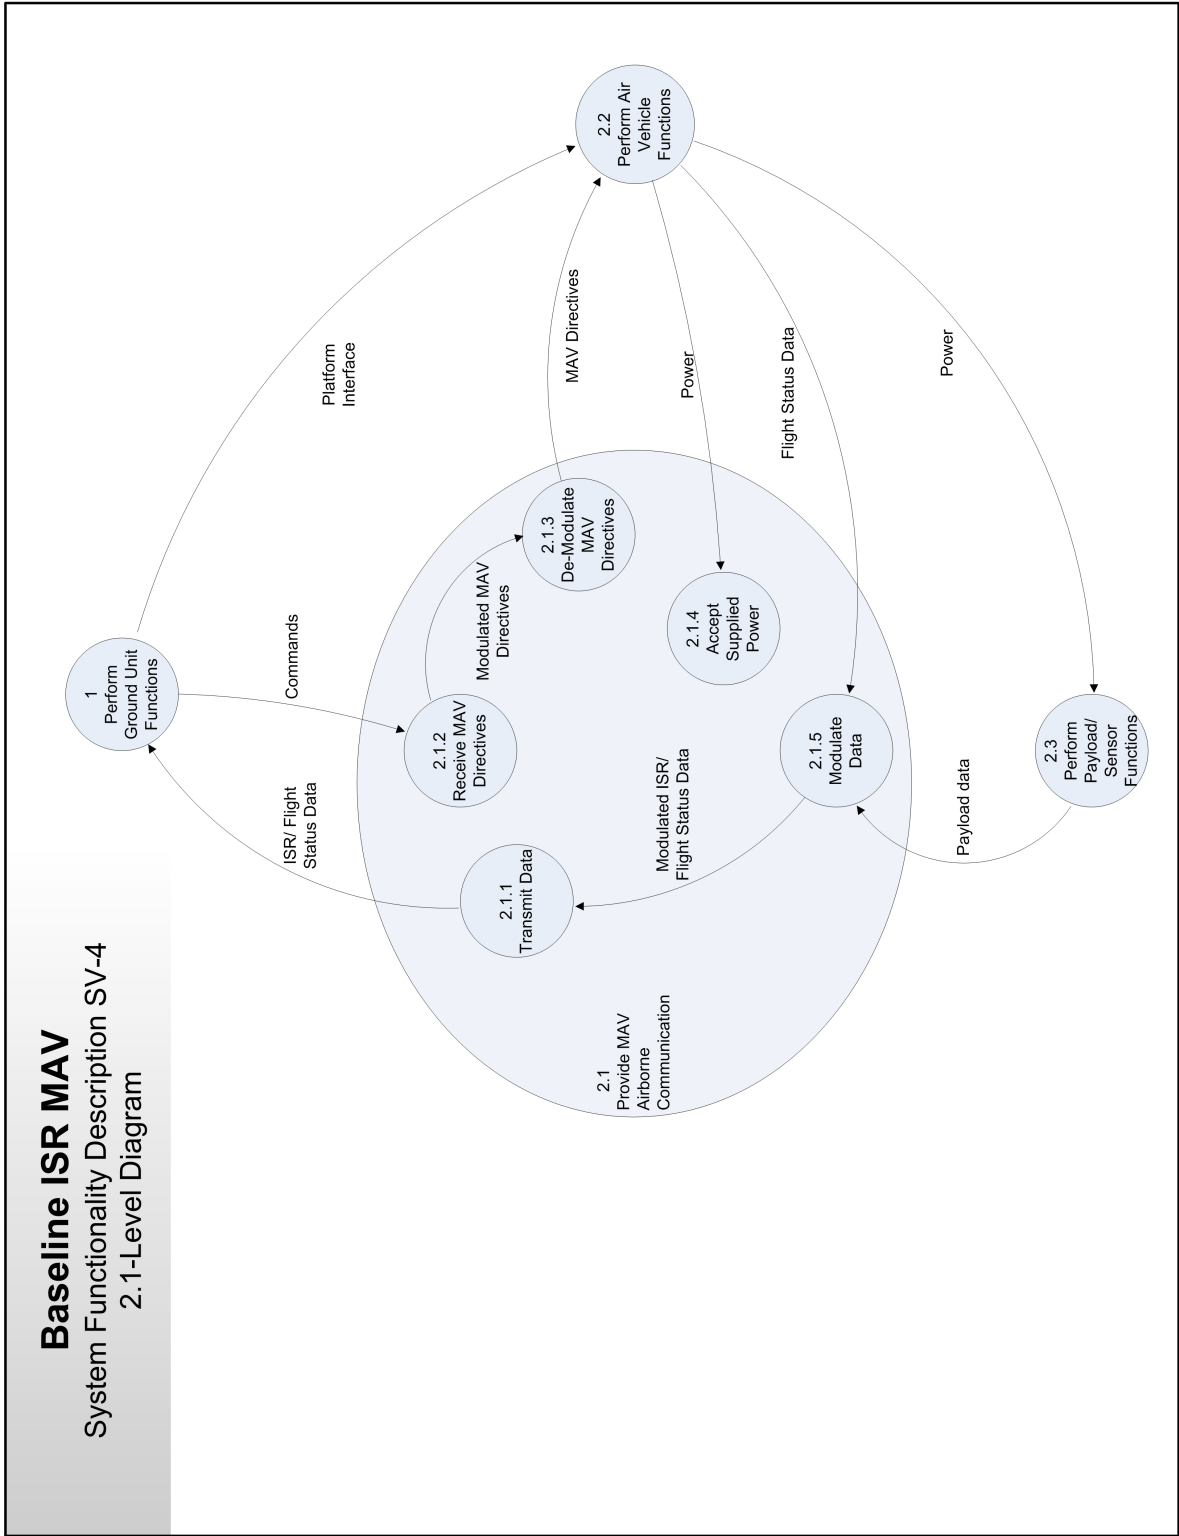 Baseline ISR MAV
System Functionality Description SV-4
2.1-Level Diagram
1
Perform
Ground Unit
Functions
ISR/ Flight
Status Data
Commands
Platform
Interface
2.1.2
Receive MAV
Directives
Modulated MAV
Directives
2.1.1
Transmit Data
2.1.3
De-Modulate
MAV
Directives
MAV Directives
2.2
Perform Air
Vehicle
Functions
2.1
Provide MAV
Airborne
Communication
Modulated ISR/
Flight Status Data
2.1.4
Accept
Supplied
Power
Power
Flight Status Data
2.1.5
Modulate
Data
Power
Payload data
2.3
Perform
Payload/
Sensor
Functions